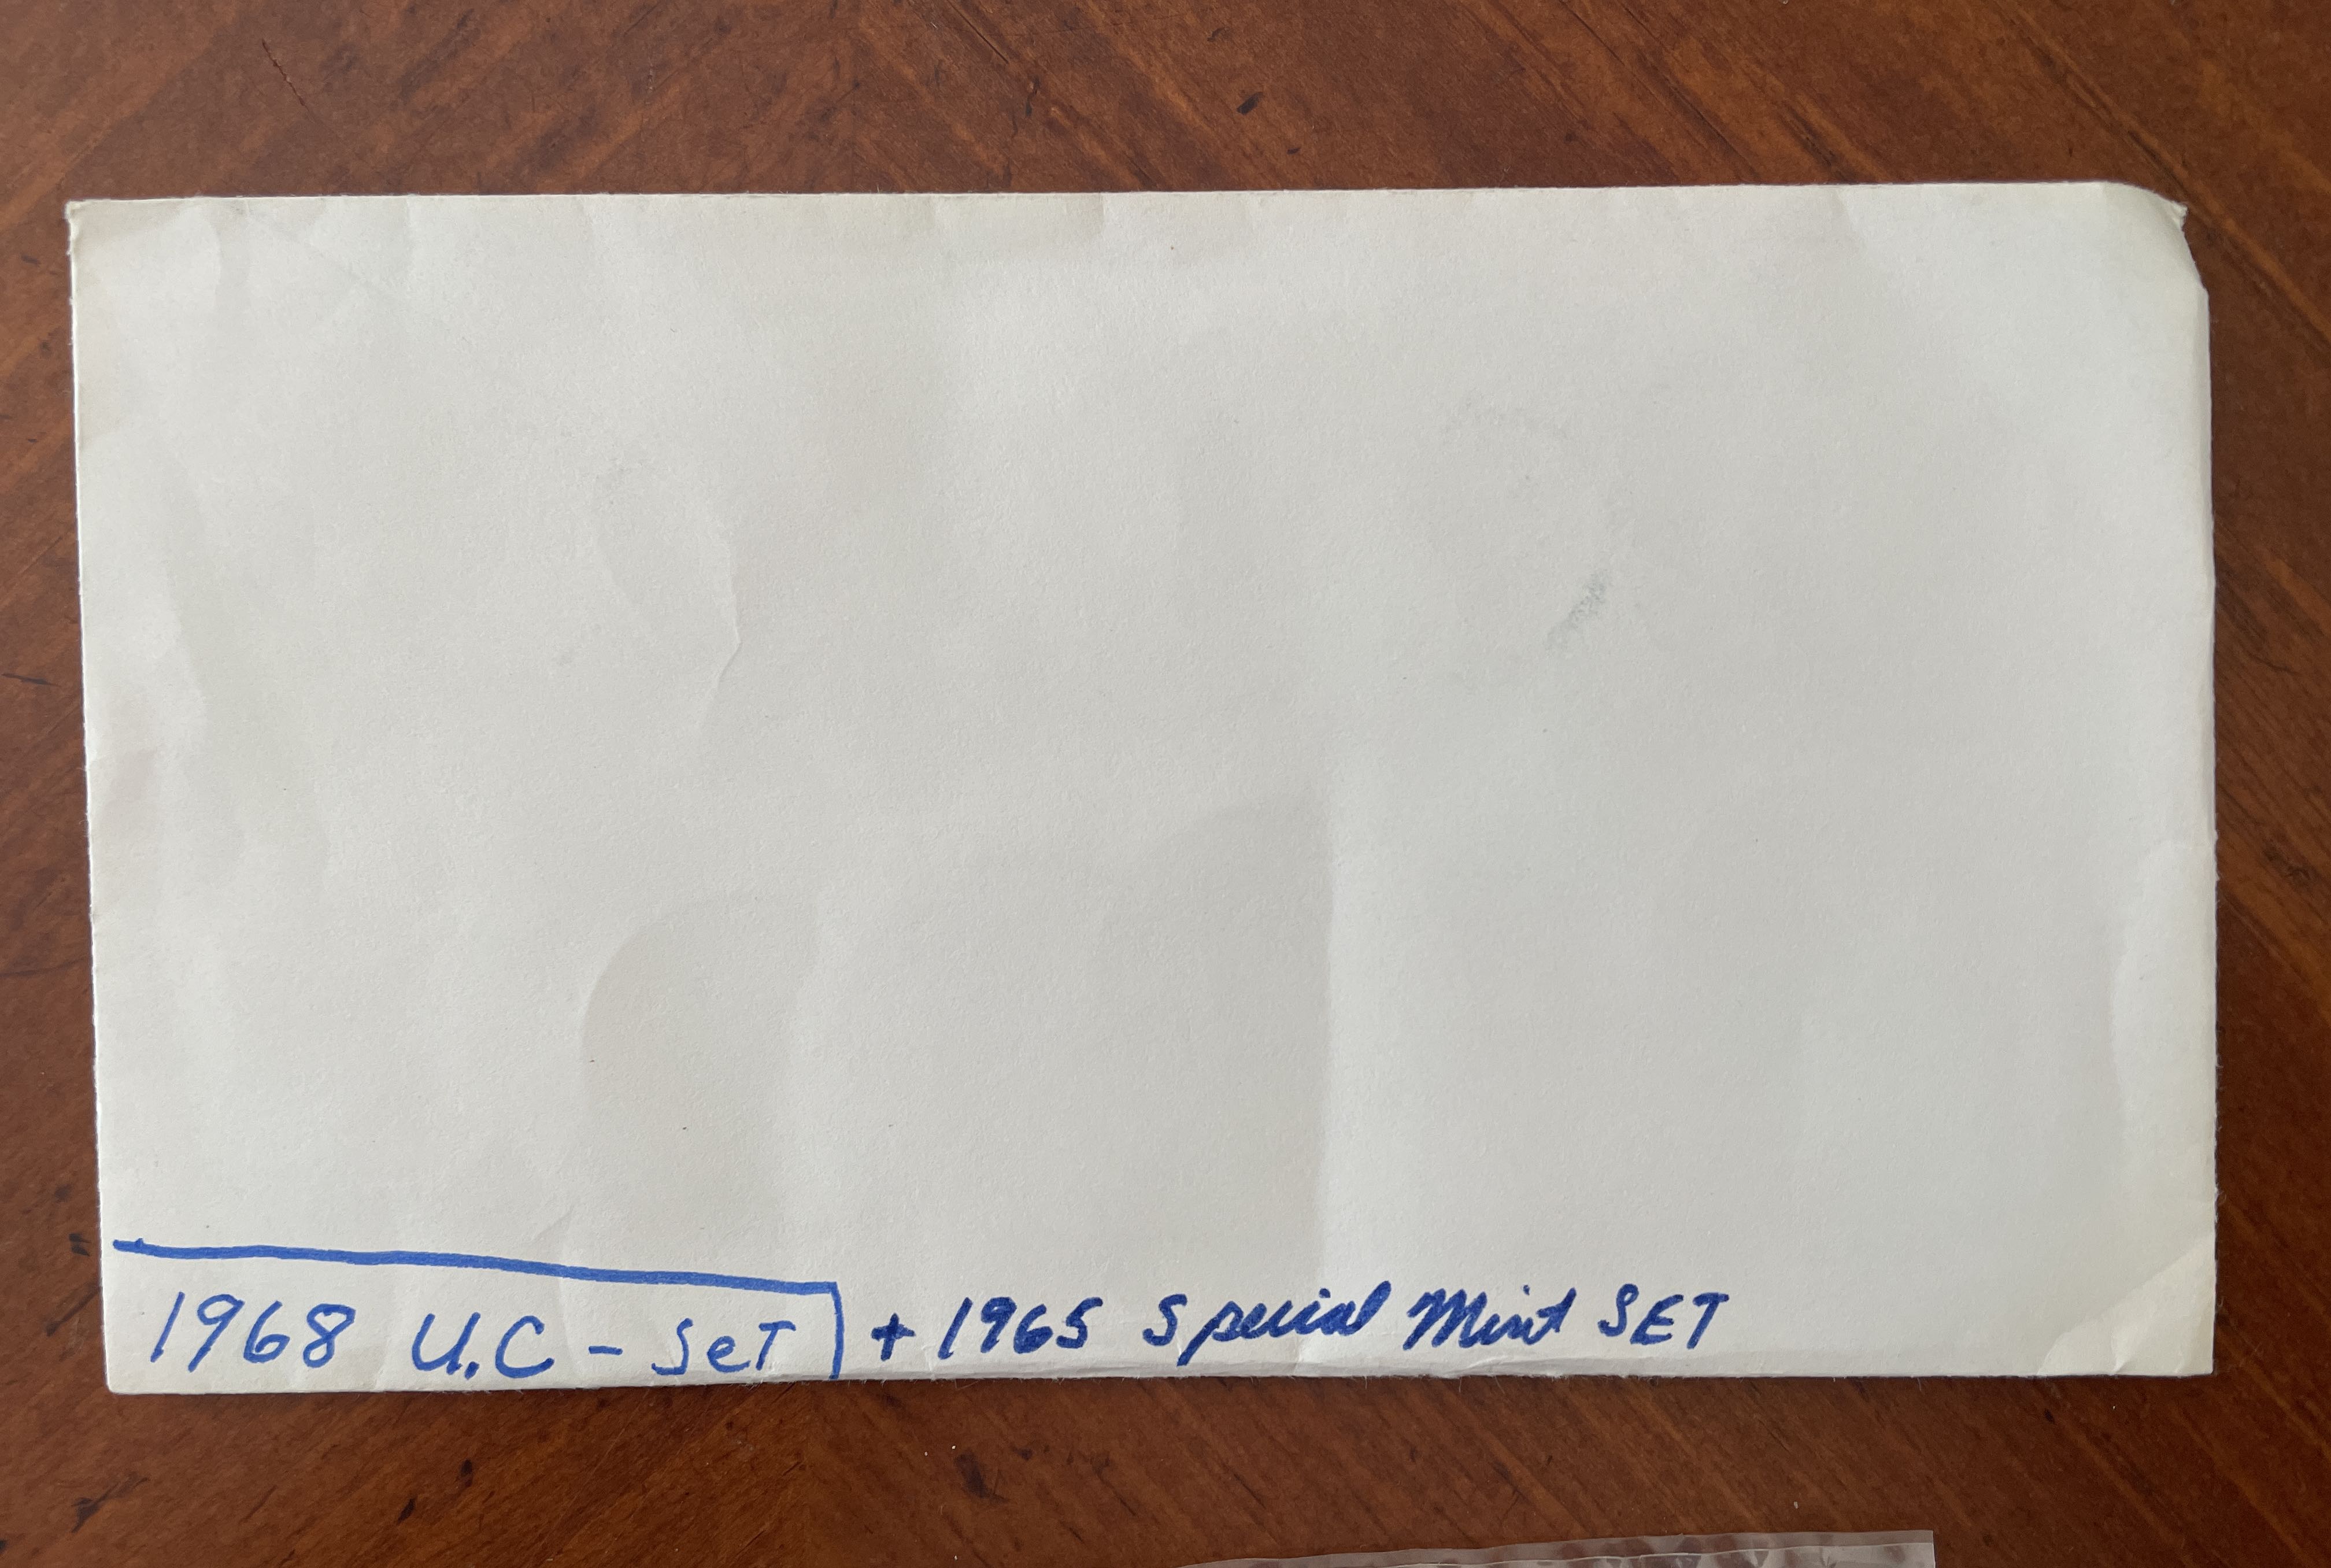 1968 U.C - SeT + 1965 Special Mint SET